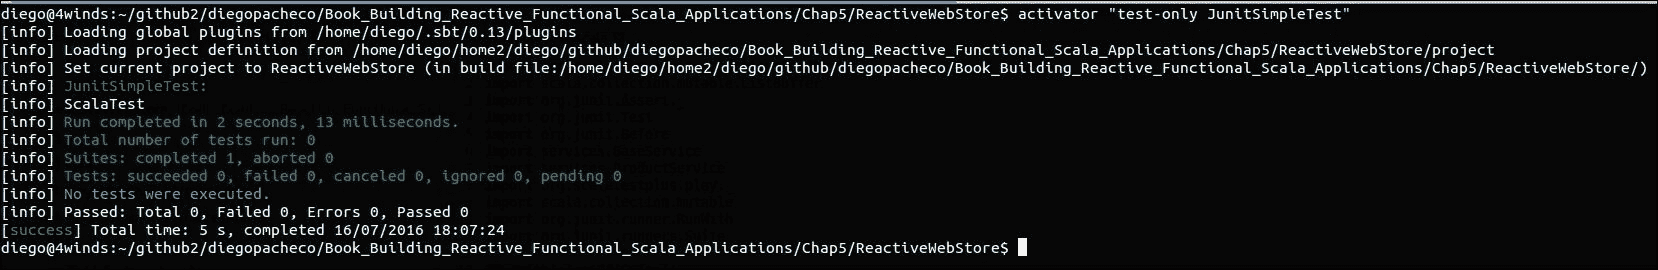 diego@4winds:~/github2/diegopacheco/Book_Building_Reactive_Functional_Scala_Applications/Chap5/ReactiveWebStore$ activator "test-only JunitSimpleTest"
[info] Loading global plugins from /home/diego/.sbt/0.13/plugins
[info] Loading project definition from /home/diego/home2/diego/github/diegopacheco/Book_Building_Reactive_Functional_Scala_Applications/Chap5/ReactiveWebStore/project
[info] Set current project to ReactiveWebStore (in build file:/home/diego/home2/diego/github/diegopacheco/Book_Building_Reactive_Functional_Scala_Applications/Chap5/ReactiveWebStore/)
[info] JunitSimpleTest:
[info] ScalaTest
[info] Run completed in 2 seconds, 13 milliseconds.
[info] Total number of tests run: 0
[info] Suites: completed 1, aborted 0
[info] Tests: succeeded 0, failed 0, canceled 0, ignored 0, pending 0
[info] No tests were executed.
[info] Passed: Total 0, Failed 0, Errors 0, Passed 0
[success] Total time: 5 s, completed 16/07/2016 18:07:24
diego@4winds:~/github2/diegopacheco/Book_Building_Reactive_Functional_Scala_Applications/Chap5/ReactiveWebStore$